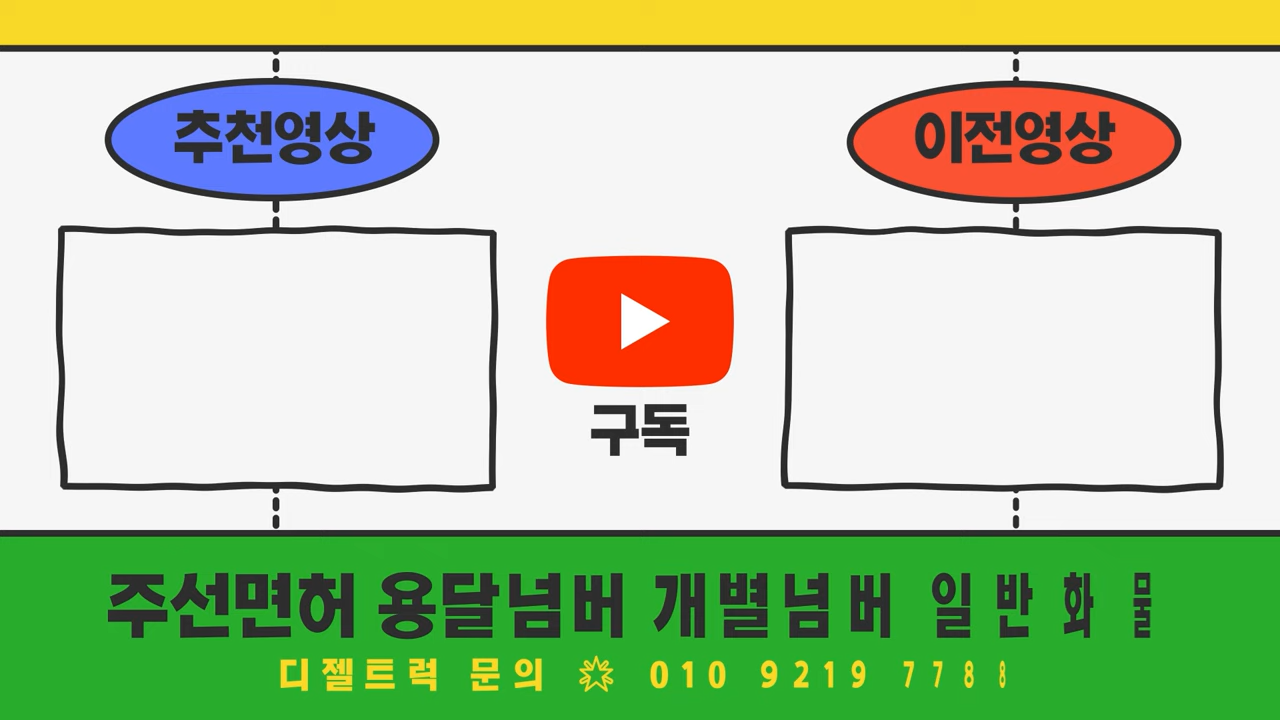 추천영상
이전영상
구독
주선면허 용달넘버 개별넘버 일반화물
디젤트럭 문의 010 9219 7788